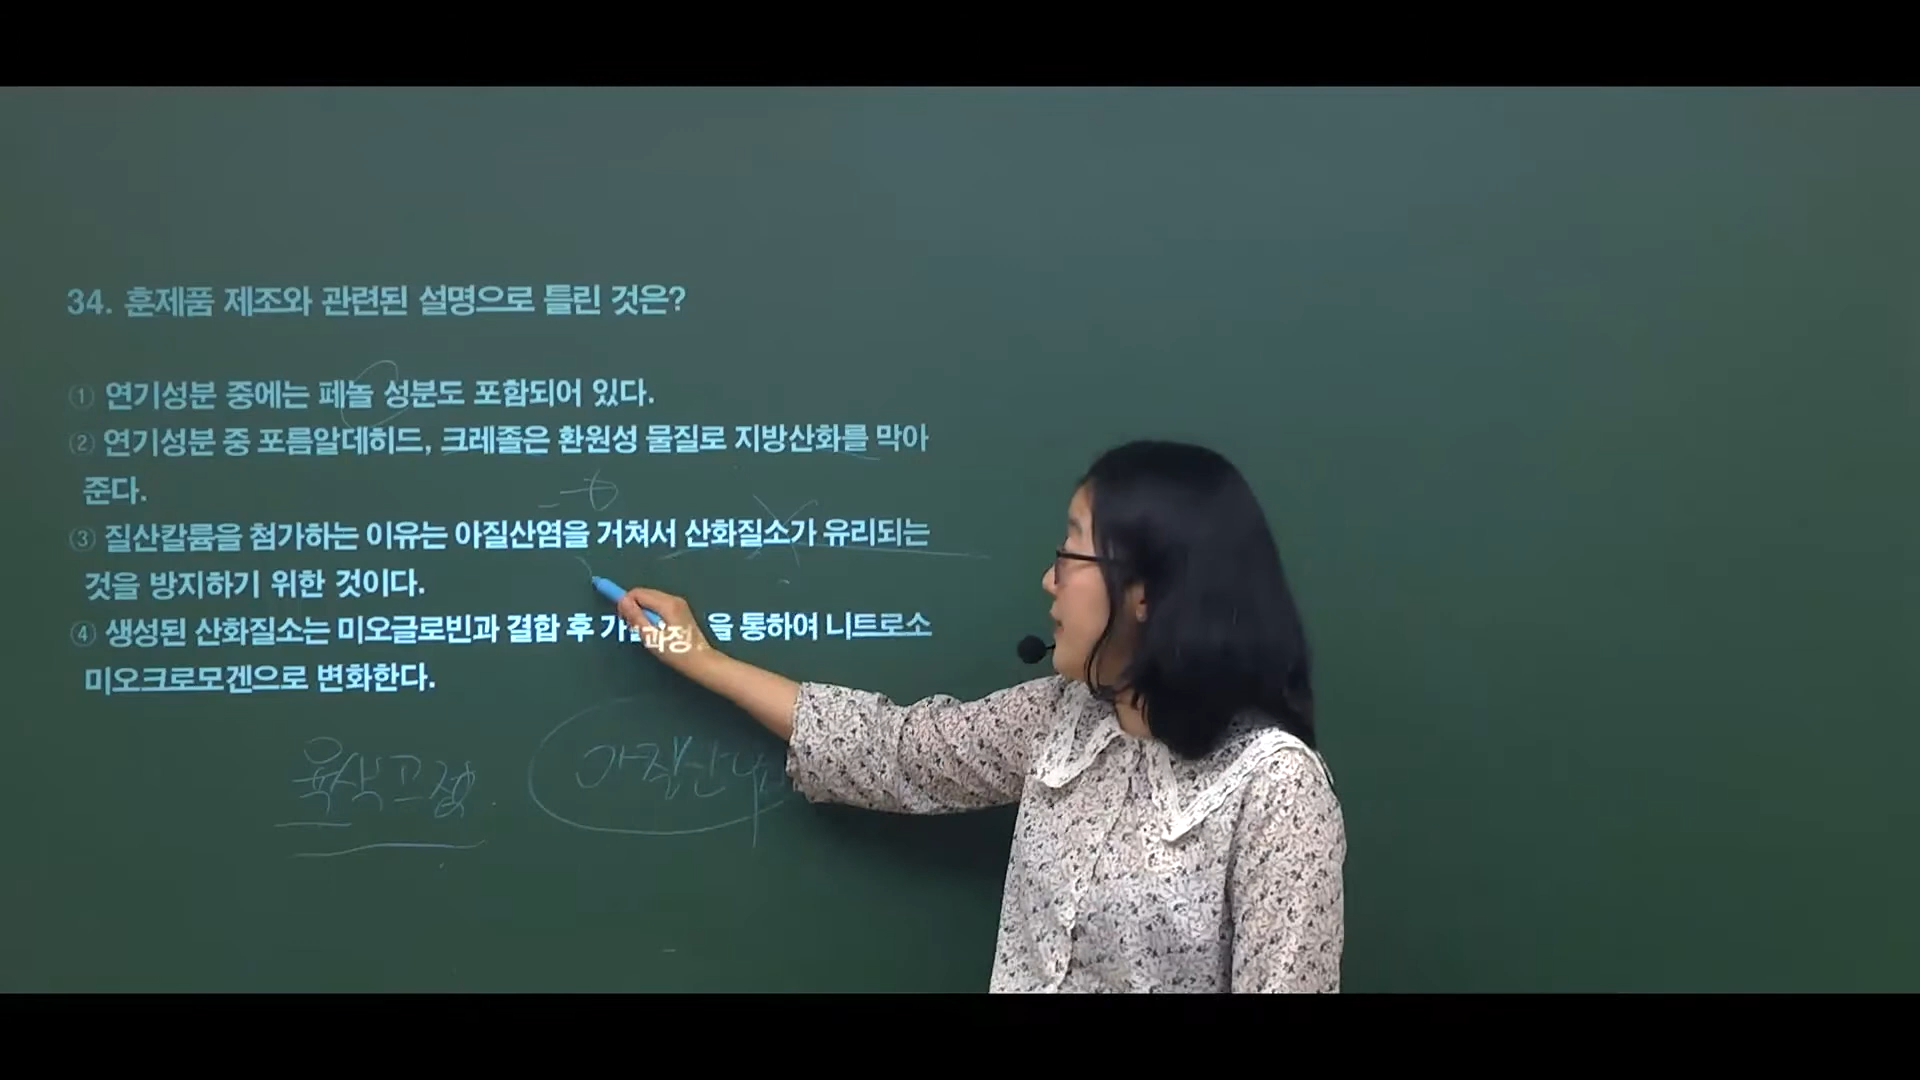 34. 훈제품 제조와 관련된 설명으로 틀린 것은?
① 연기성분 중에는 페놀 성분도 포함되어 있다.
② 연기성분 중 포름알데히드, 크레졸은 환원성 물질로 지방산화를 막아
준다.
③ 질산칼륨을 첨가하는 이유는 아질산염을 거쳐서 산화질소가 유리되는
것을 방지하기 위한 것이다.
④ 생성된 산화질소는 미오글로빈과 결합 후 가 과정을 통하여 니트로소
미오크로모겐으로 변화한다.
육색고정. 아질산